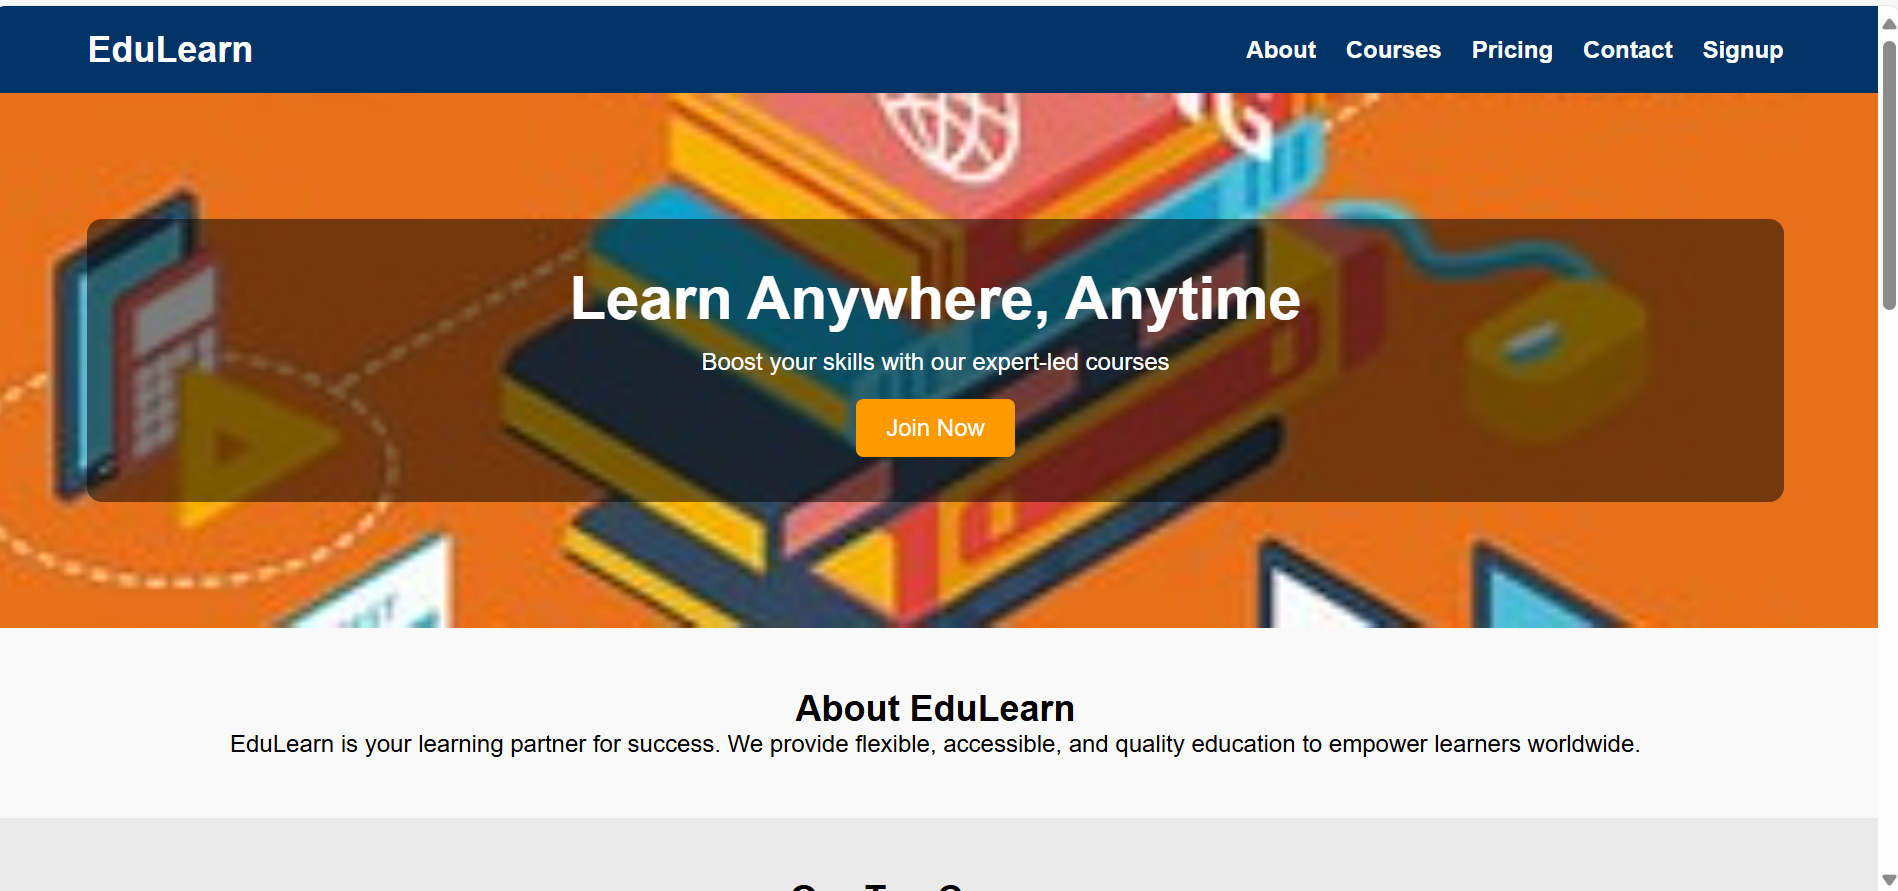 EduLearn
About Courses Pricing Contact Signup
Learn Anywhere, Anytime
Boost your skills with our expert-led courses
Join Now
About EduLearn
EduLearn is your learning partner for success. We provide flexible, accessible, and quality education to empower learners worldwide.